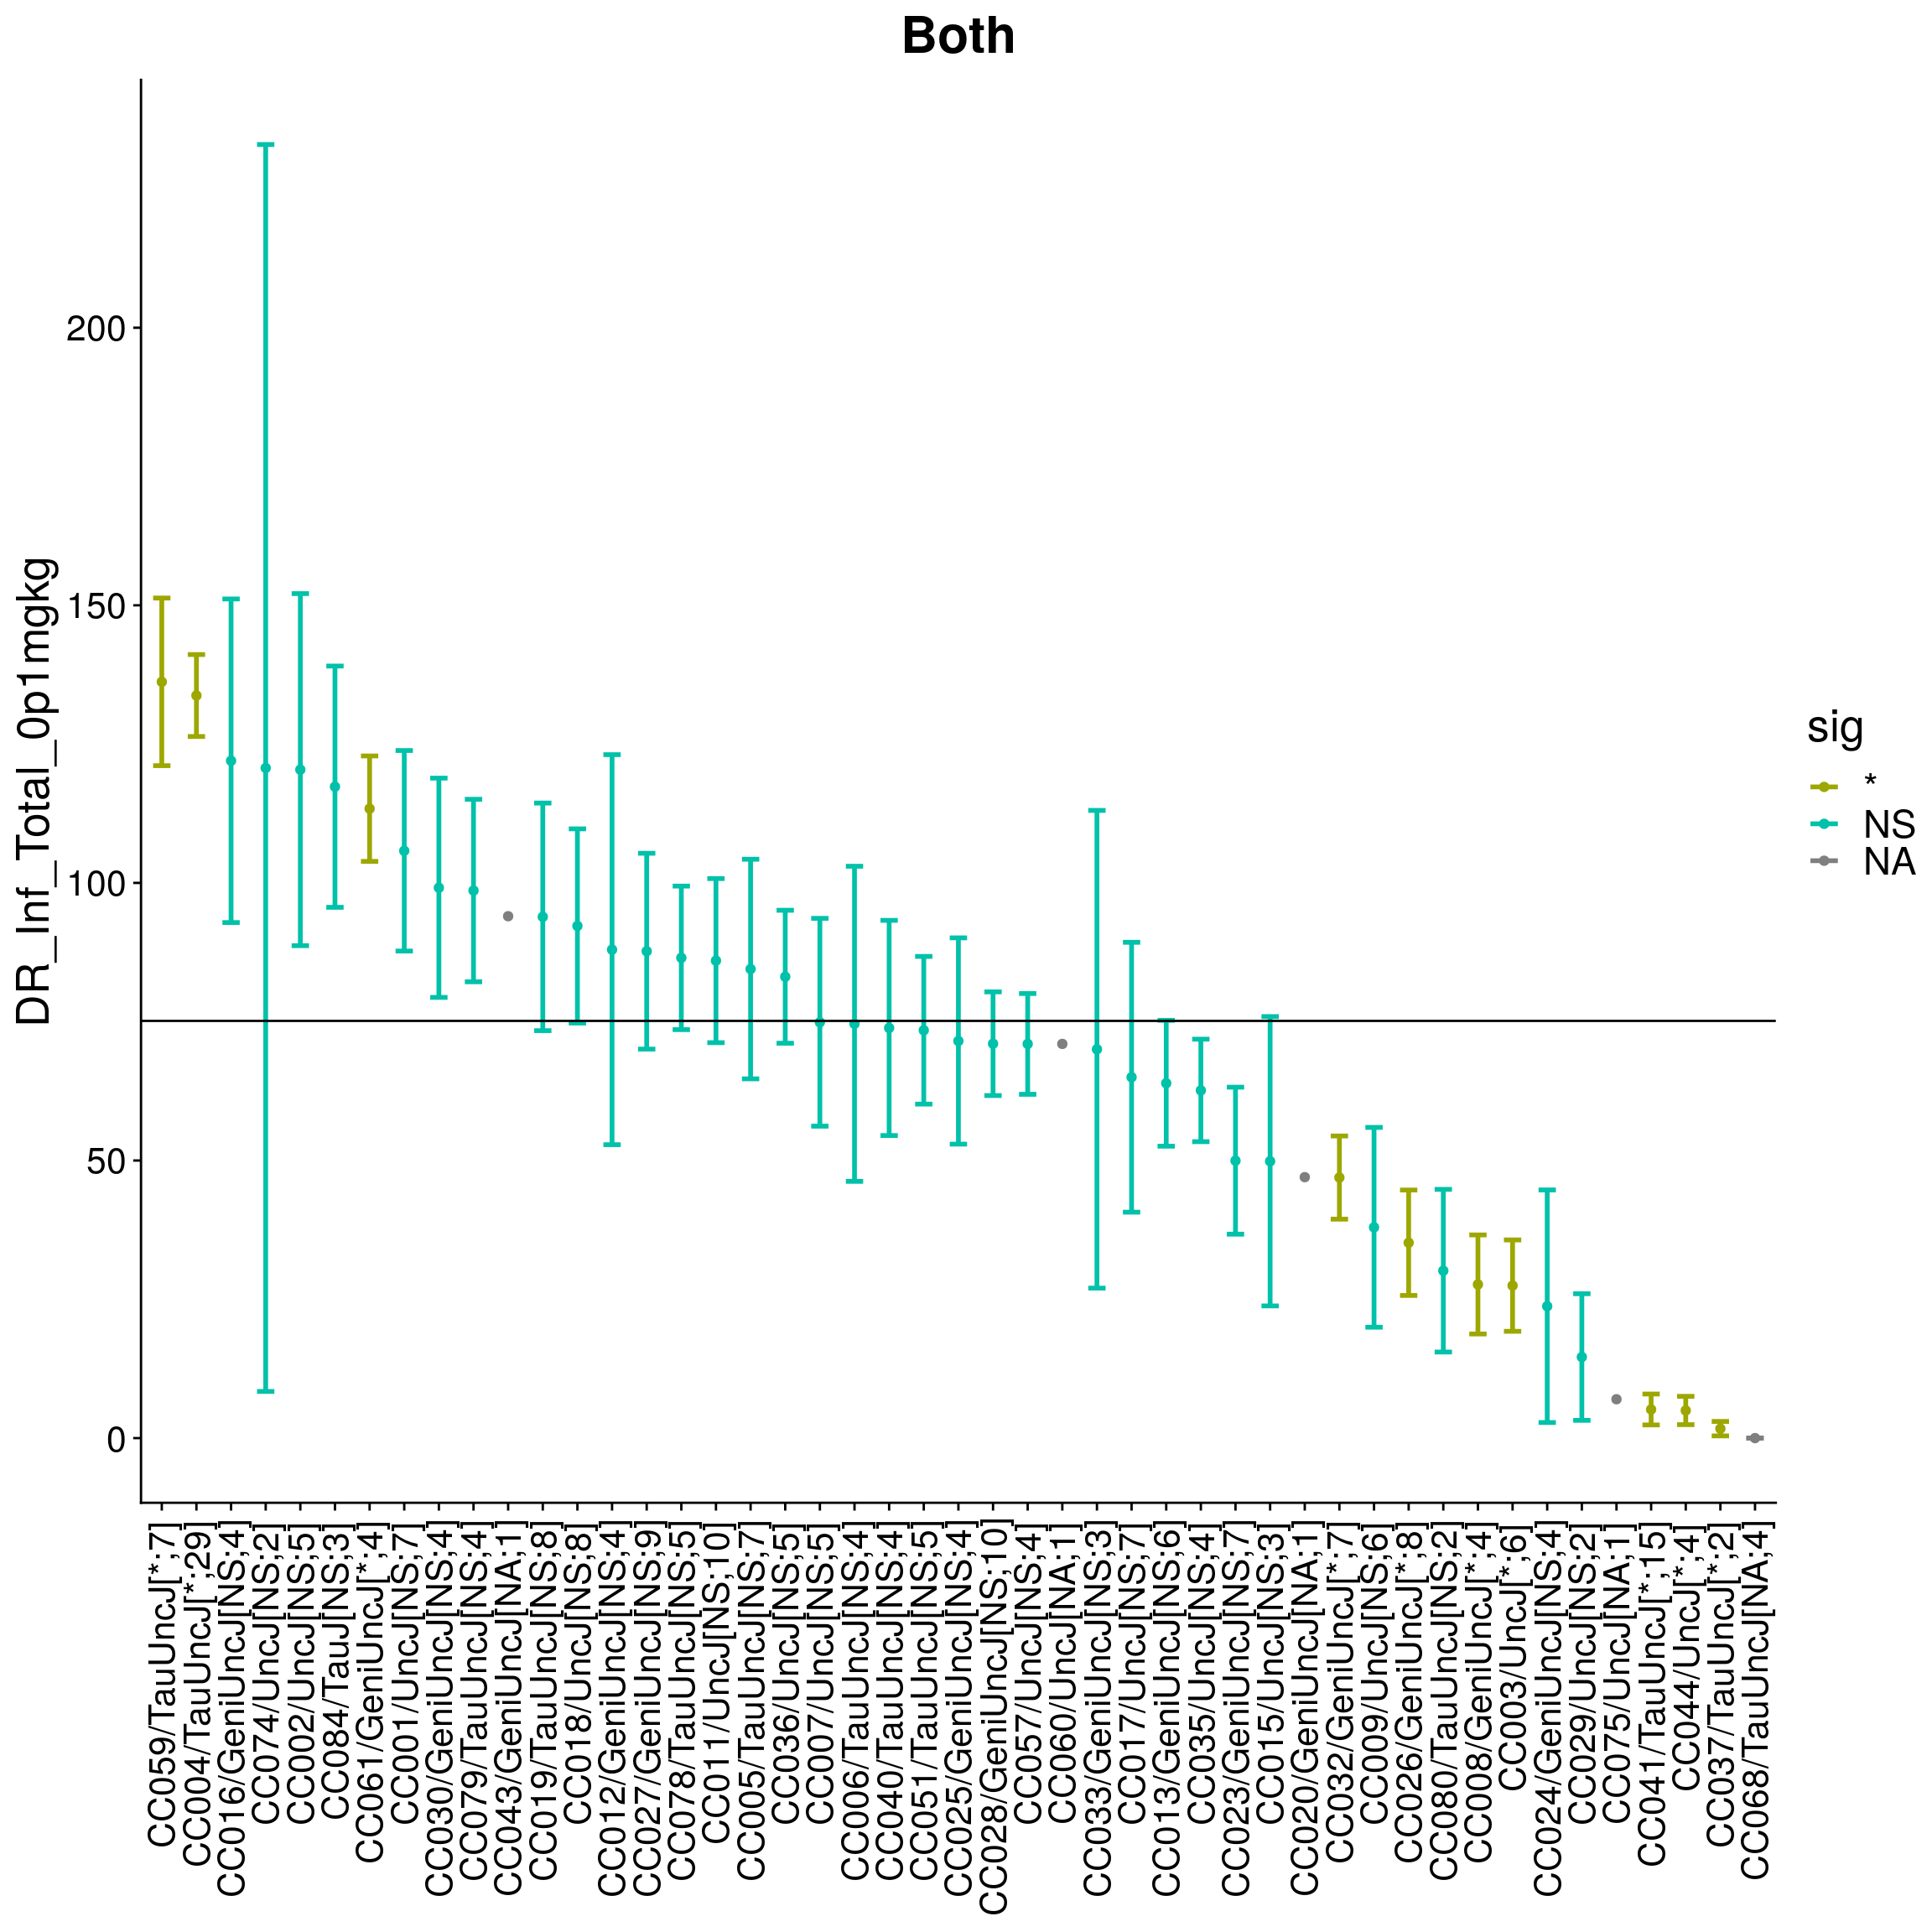 Both
DR_Inf_Total_0p1mgkg
200
150
100
50
0
CC059/TauUncJ[*;7]
CC004/TauUncJ[*;29]
CC016/GeniUncJ[NS;4]
CC074/UncJ[NS;2]
CC002/UncJ[NS;5]
CC084/TauJ[NS;3]
CC061/GeniUncJ[*;4]
CC001/UncJ[NS;7]
CC030/GeniUncJ[NS;4]
CC079/TauUncJ[NS;4]
CC043/GeniUncJ[NA;1]
CC019/TauUncJ[NS;8]
CC018/UncJ[NS;8]
CC012/GeniUncJ[NS;4]
CC027/GeniUncJ[NS;9]
CC078/TauUncJ[NS;5]
CC011/UncJ[NS;10]
CC005/TauUncJ[NS;7]
CC036/UncJ[NS;5]
CC007/UncJ[NS;5]
CC006/TauUncJ[NS;4]
CC040/TauUncJ[NS;4]
CC051/TauUncJ[NS;5]
CC025/GeniUncJ[NS;4]
CC028/GeniUncJ[NS;10]
CC057/UncJ[NS;4]
CC060/UncJ[NA;1]
CC033/GeniUncJ[NS;3]
CC017/UncJ[NS;7]
CC013/GeniUncJ[NS;6]
CC035/UncJ[NS;4]
CC023/GeniUncJ[NS;7]
CC015/UncJ[NS;3]
CC020/GeniUncJ[NA;1]
CC032/GeniUncJ[*;7]
CC009/UncJ[NS;6]
CC026/GeniUncJ[*;8]
CC080/TauUncJ[NS;2]
CC008/GeniUncJ[*;4]
CC003/UncJ[*;6]
CC024/GeniUncJ[NS;4]
CC029/UncJ[NS;2]
CC075/UncJ[NA;1]
CC041/TauUncJ[*;15]
CC044/UncJ[*;4]
CC037/TauUncJ[*;2]
CC068/TauUncJ[NA;4]
sig
*
NS
NA